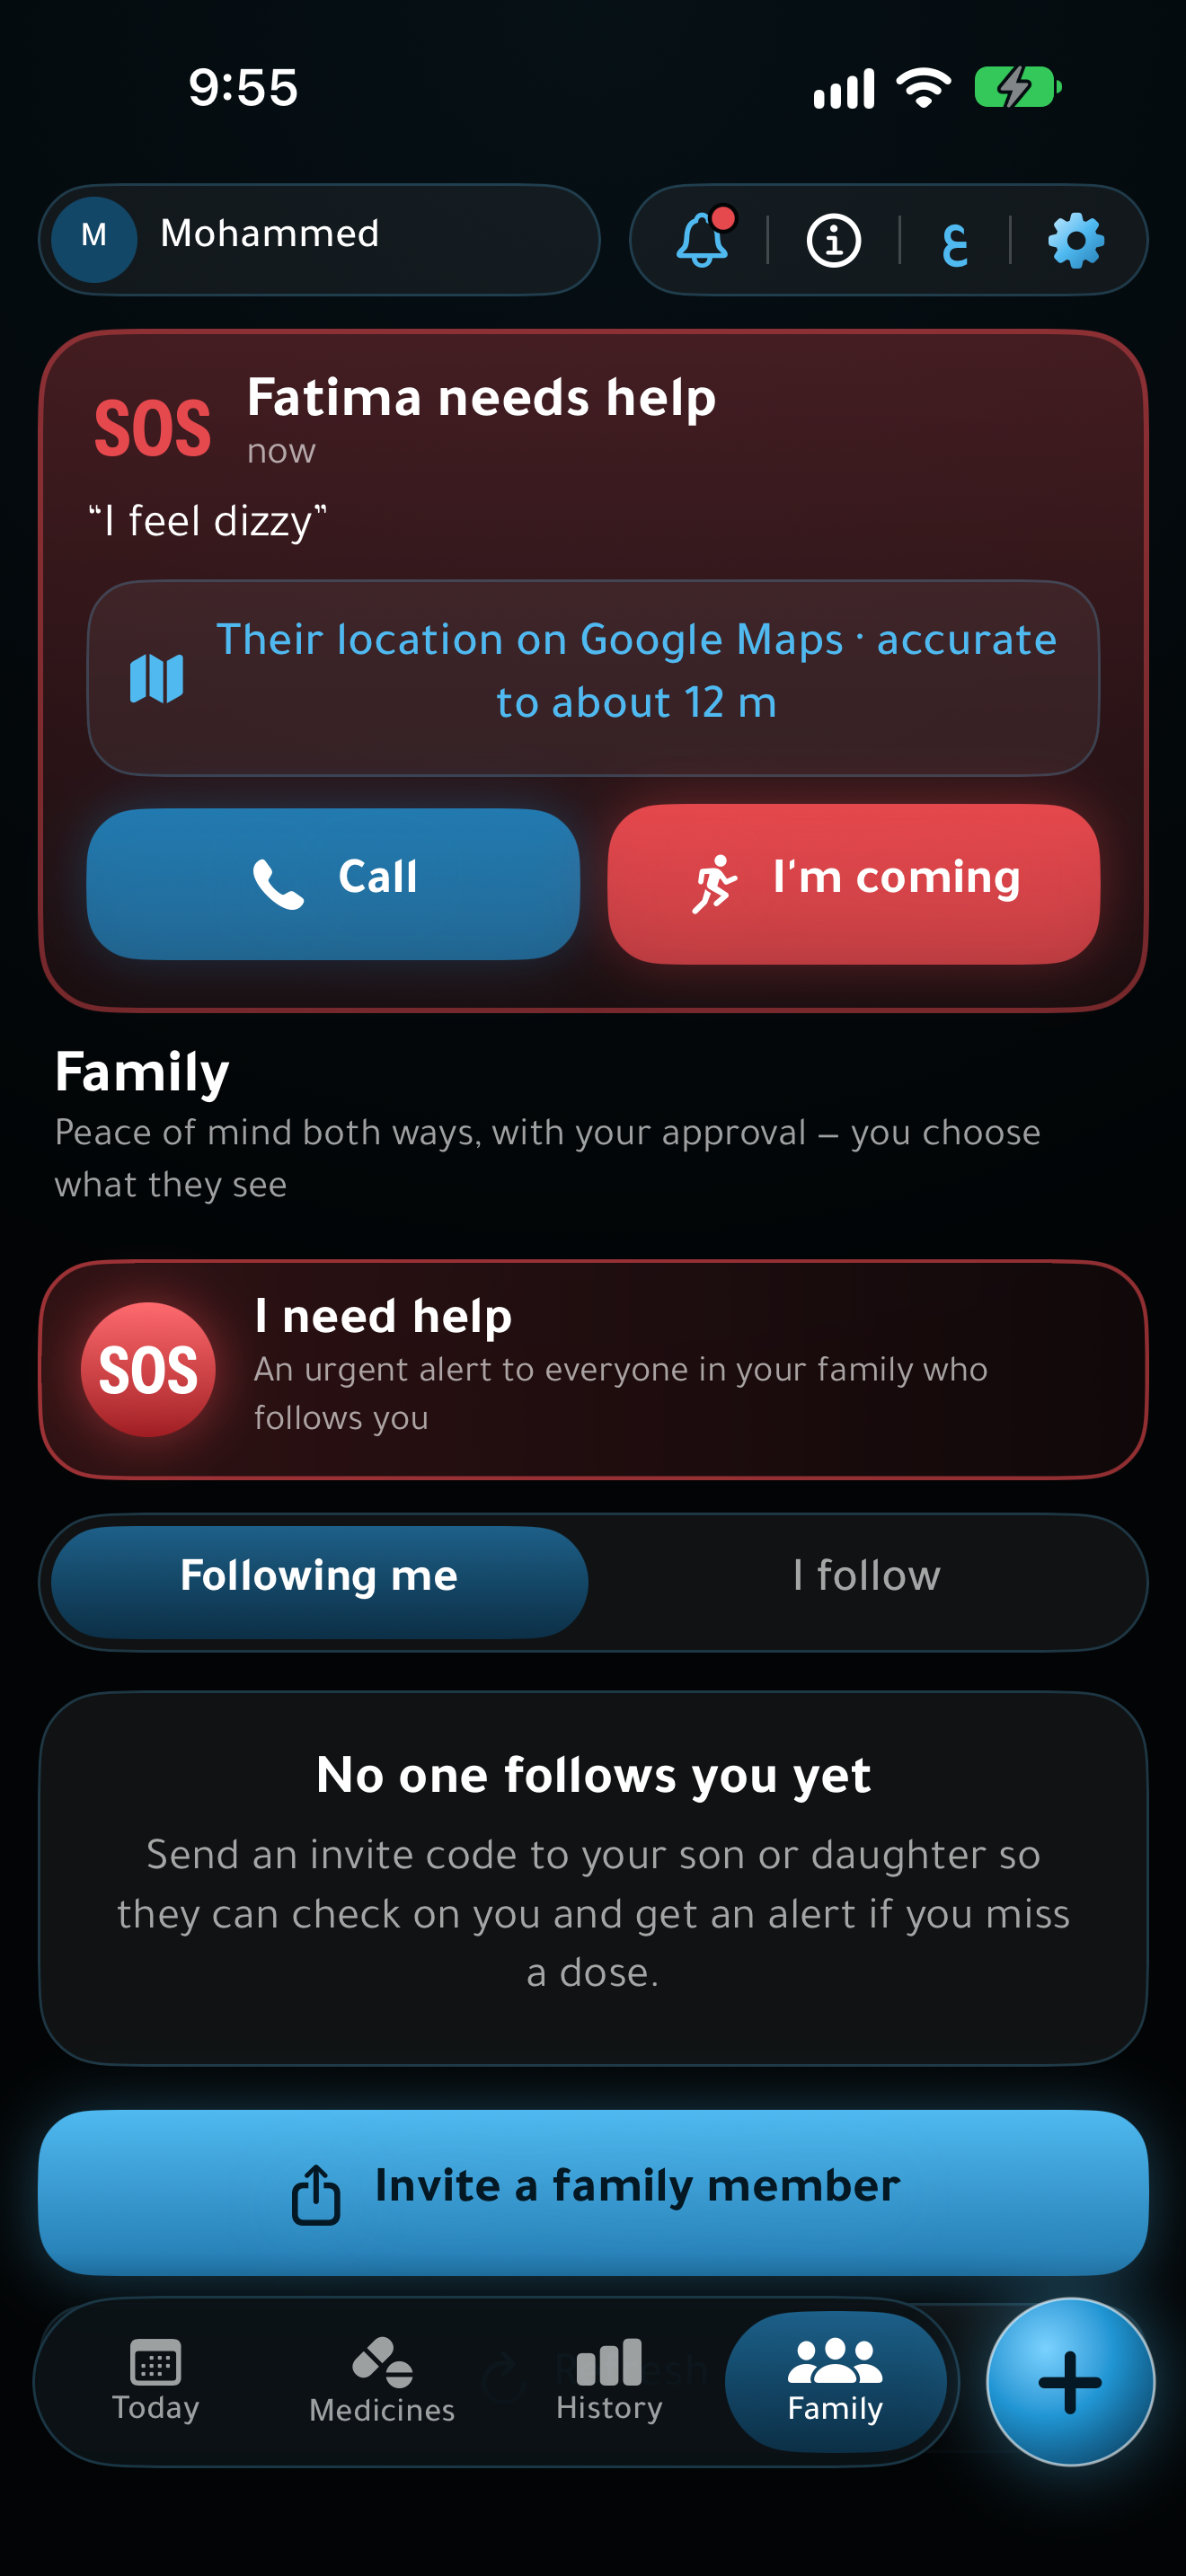 9:55
M
Mohammed
ع
SOS
Fatima needs help
now
“I feel dizzy”
Their location on Google Maps · accurate
to about 12 m
Call
I'm coming
Family
Peace of mind both ways, with your approval – you choose
what they see
SOS
I need help
An urgent alert to everyone in your family who
follows you
Following me
I follow
No one follows you yet
Send an invite code to your son or daughter so
they can check on you and get an alert if you miss
a dose.
Invite a family member
Today
Medicines
History
Family